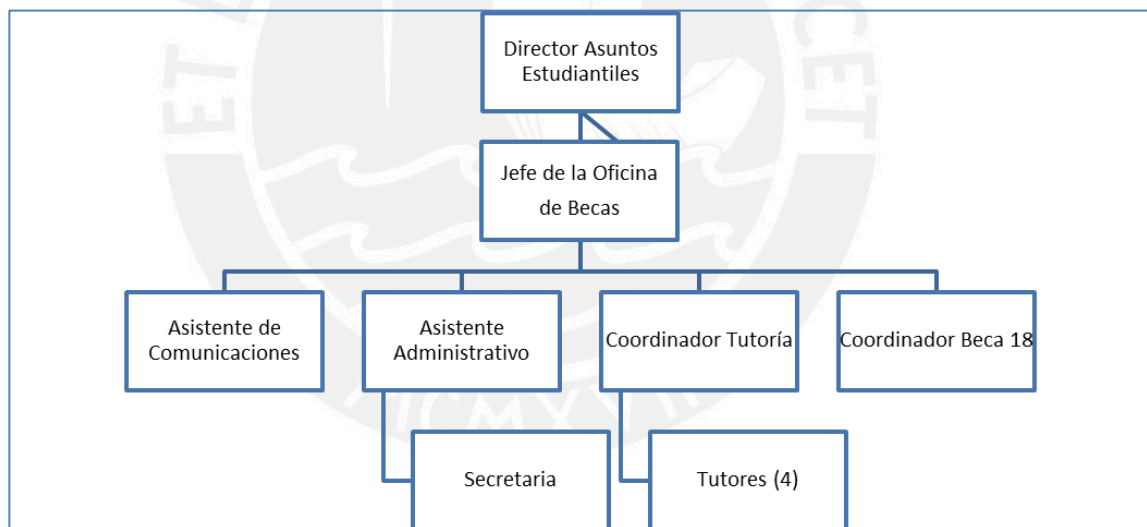 Director Asuntos
Estudiantiles
Jefe de la Oficina
de Becas
Asistente de
Comunicaciones
Asistente
Administrativo
Coordinador Tutoría
Coordinador Beca 18
Secretaria
Tutores (4)